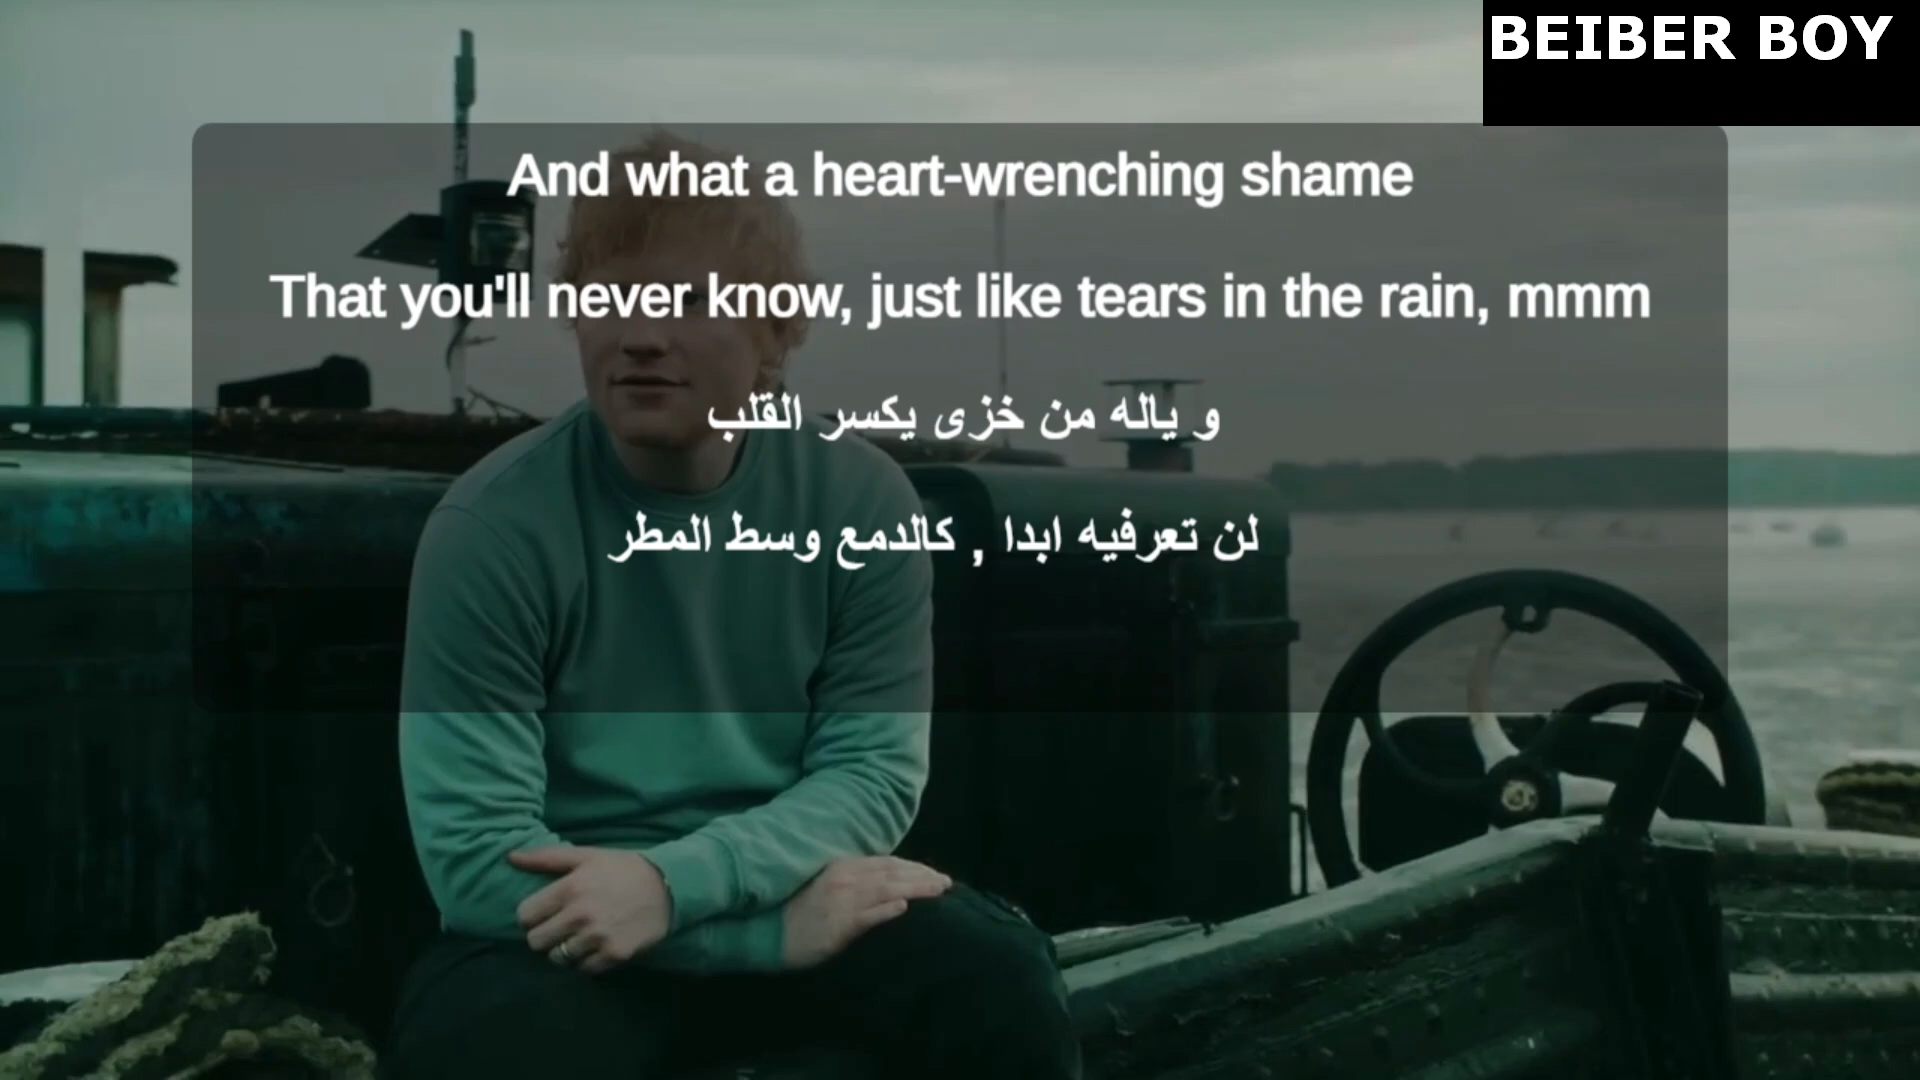 BEIBER BOY
And what a heart-wrenching shame
That you'll never know, just like tears in the rain, mmm
و ياله من خزى يكسر القلب
لن تعرفيه ابدا , كالدمع وسط المطر